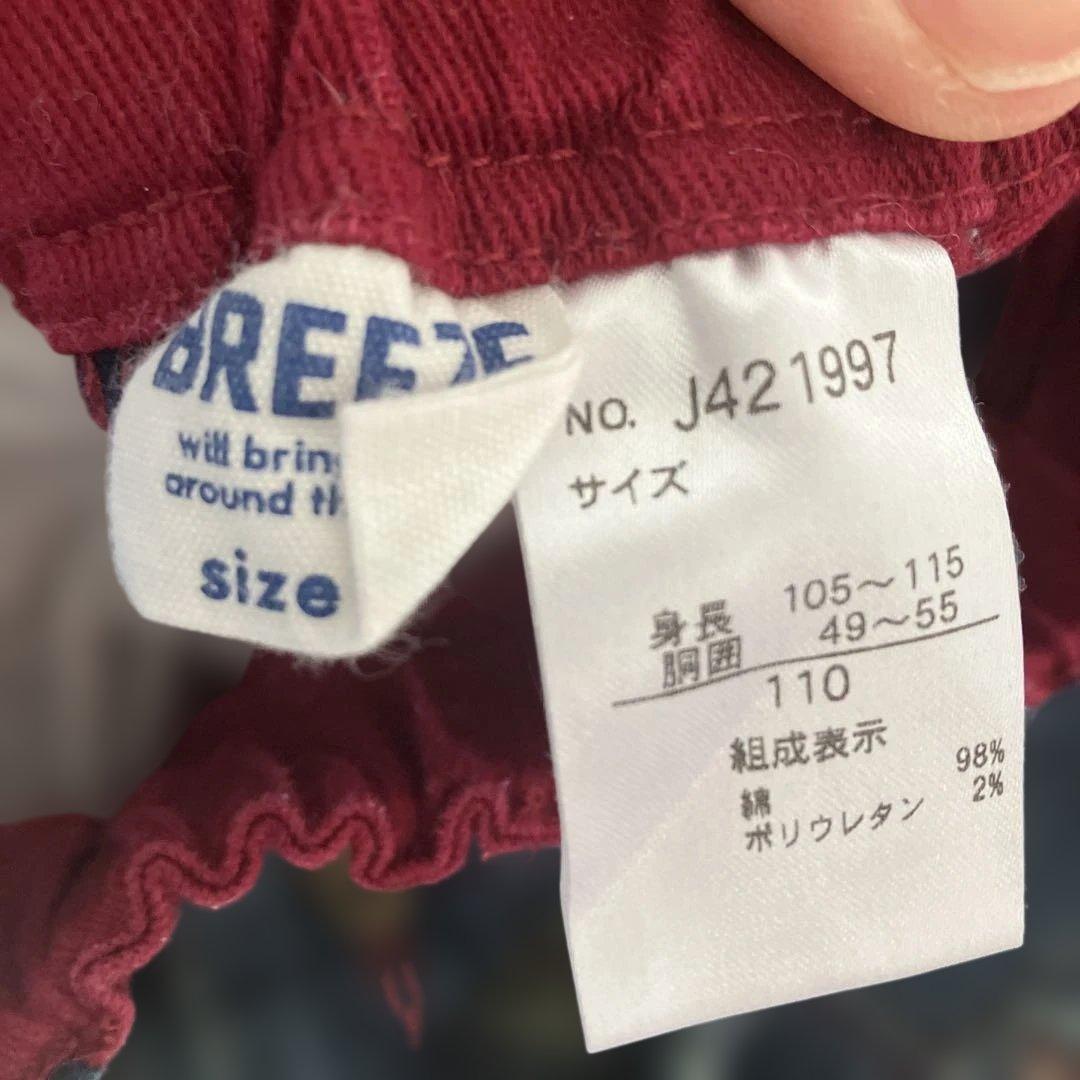 BREEZE
will bring
around
size
NO. J421997
サイズ
身長 105～115
胴囲 49～55
110
組成表示
綿 98%
ポリウレタン 2%